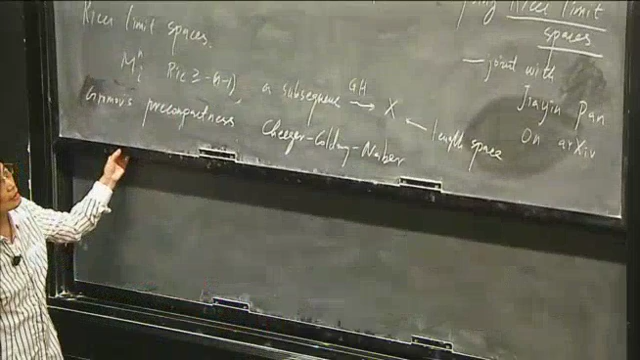 Ricci limit spaces.
M_i^n Ric ≥ -(n-1), a subsequence GH → X ← length space
Gromov's precompactness
Cheeger-Colding-Naber
Ricci limit
spaces
— joint with
Jiayin Pan
On arXiv